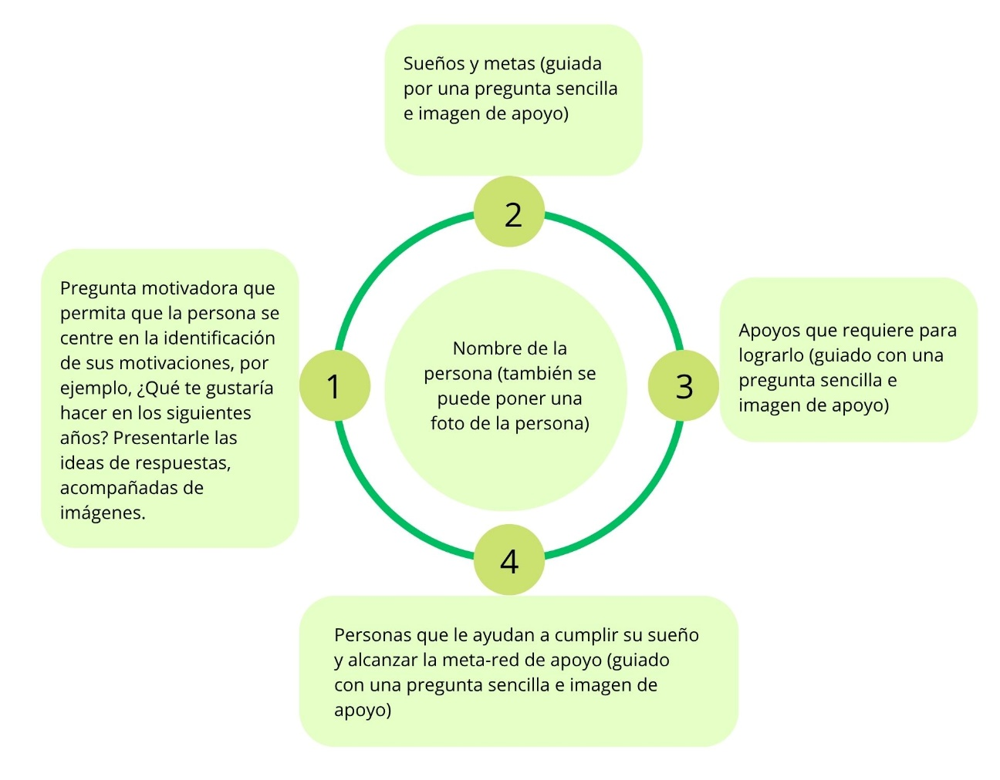 Sueños y metas (guiada
por una pregunta sencilla
e imagen de apoyo)
2
Pregunta motivadora que
permita que la persona se
centre en la identificación
de sus motivaciones, por
ejemplo, ¿Qué te gustaría
hacer en los siguientes
años? Presentarle las
ideas de respuestas,
acompañadas de
imágenes.
1
Nombre de la
persona (también se
puede poner una
foto de la persona)
3
Apoyos que requiere para
lograrlo (guiado con una
pregunta sencilla e
imagen de apoyo)
4
Personas que le ayudan a cumplir su sueño
y alcanzar la meta-red de apoyo (guiado
con una pregunta sencilla e imagen de
apoyo)